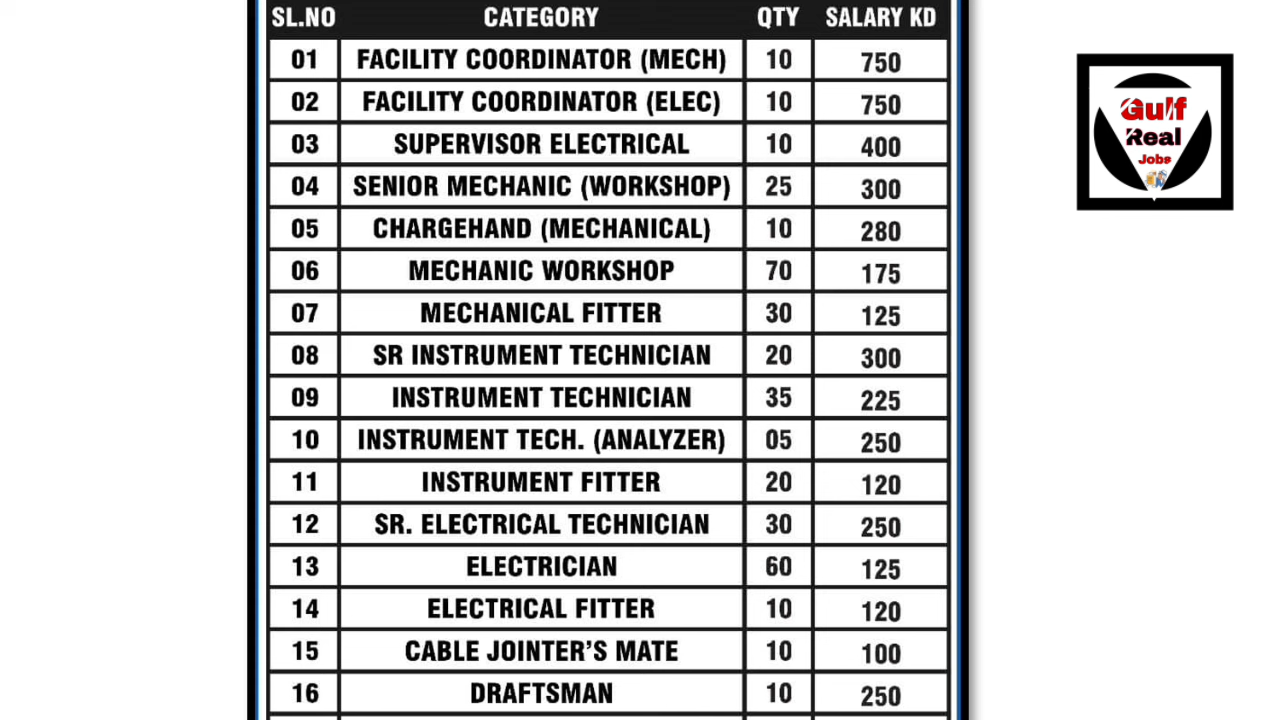 SL.NO CATEGORY QTY SALARY KD
01 FACILITY COORDINATOR (MECH) 10 750
02 FACILITY COORDINATOR (ELEC) 10 750
03 SUPERVISOR ELECTRICAL 10 400
04 SENIOR MECHANIC (WORKSHOP) 25 300
05 CHARGEHAND (MECHANICAL) 10 280
06 MECHANIC WORKSHOP 70 175
07 MECHANICAL FITTER 30 125
08 SR INSTRUMENT TECHNICIAN 20 300
09 INSTRUMENT TECHNICIAN 35 225
10 INSTRUMENT TECH. (ANALYZER) 05 250
11 INSTRUMENT FITTER 20 120
12 SR. ELECTRICAL TECHNICIAN 30 250
13 ELECTRICIAN 60 125
14 ELECTRICAL FITTER 10 120
15 CABLE JOINTER'S MATE 10 100
16 DRAFTSMAN 10 250
Gulf
Real
Jobs